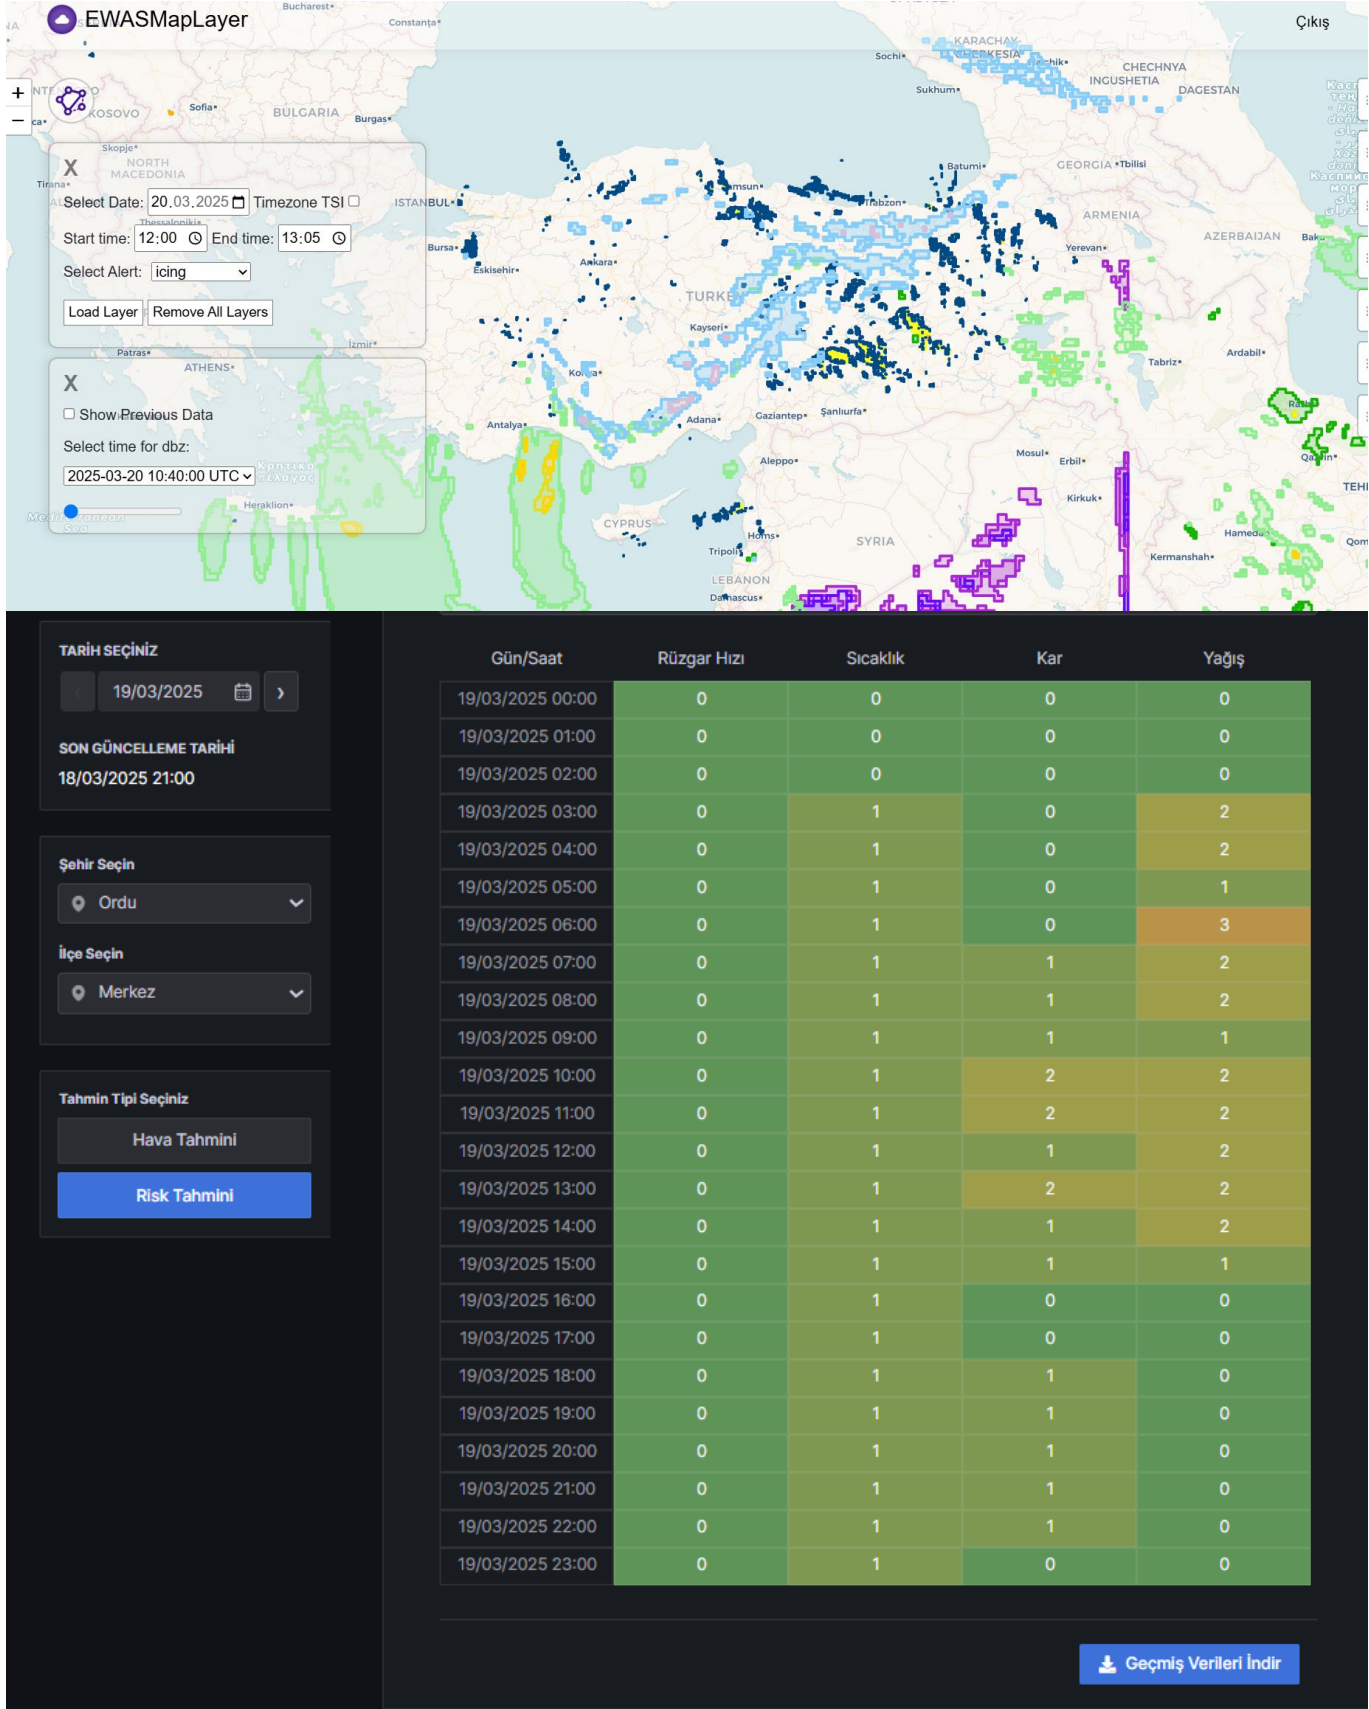 EWASMapLayer
Çıkış
Bucharest
Constanța
Sochi
KARACHAY-
CHERKESIA
CHECHNYA
INGUSHETIA
DAGESTAN
Sukhum
+
−
KOSOVO
Sofia
BULGARIA
Burgas
Skopje
NORTH
MACEDONIA
Tirana
X
Select Date: 20.03.2025 Timezone TSI
Thessaloniki
Start time: 12:00 End time: 13:05
Select Alert: icing
Load Layer Remove All Layers
ISTANBUL
Bursa
Eskisehir
Ankara
Batumi
GEORGIA Tbilisi
ARMENIA
Yerevan
AZERBAIJAN
TURKEY
Kayseri
Izmir
Patras
ATHENS
Tabriz
Ardabil
X
Show Previous Data
Select time for dbz:
2025-03-20 10:40:00 UTC
Antalya
Adana
Gaziantep
Şanlıurfa
Aleppo
Mosul
Erbil
Kirkuk
Heraklion
CYPRUS
Homs
SYRIA
Tripoli
LEBANON
Damascus
Kermanshah
Qom
TARİH SEÇİNİZ
19/03/2025
SON GÜNCELLEME TARİHİ
18/03/2025 21:00
Şehir Seçin
Ordu
İlçe Seçin
Merkez
Tahmin Tipi Seçiniz
Hava Tahmini
Risk Tahmini
Gün/Saat Rüzgar Hızı Sıcaklık Kar Yağış
19/03/2025 00:00 0 0 0 0
19/03/2025 01:00 0 0 0 0
19/03/2025 02:00 0 0 0 0
19/03/2025 03:00 0 1 0 2
19/03/2025 04:00 0 1 0 2
19/03/2025 05:00 0 1 0 1
19/03/2025 06:00 0 1 0 3
19/03/2025 07:00 0 1 1 2
19/03/2025 08:00 0 1 1 2
19/03/2025 09:00 0 1 1 1
19/03/2025 10:00 0 1 2 2
19/03/2025 11:00 0 1 2 2
19/03/2025 12:00 0 1 1 2
19/03/2025 13:00 0 1 2 2
19/03/2025 14:00 0 1 1 2
19/03/2025 15:00 0 1 1 1
19/03/2025 16:00 0 1 0 0
19/03/2025 17:00 0 1 0 0
19/03/2025 18:00 0 1 1 0
19/03/2025 19:00 0 1 1 0
19/03/2025 20:00 0 1 1 0
19/03/2025 21:00 0 1 1 0
19/03/2025 22:00 0 1 1 0
19/03/2025 23:00 0 1 0 0
Geçmiş Verileri İndir